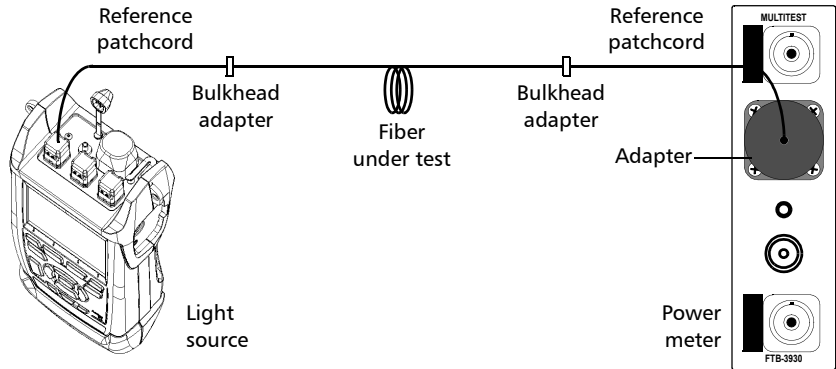 Reference
patchcord
Reference
patchcord
MULTITEST
Bulkhead
adapter
Fiber
under test
Bulkhead
adapter
Adapter
Light
source
Power
meter
FTB-3930